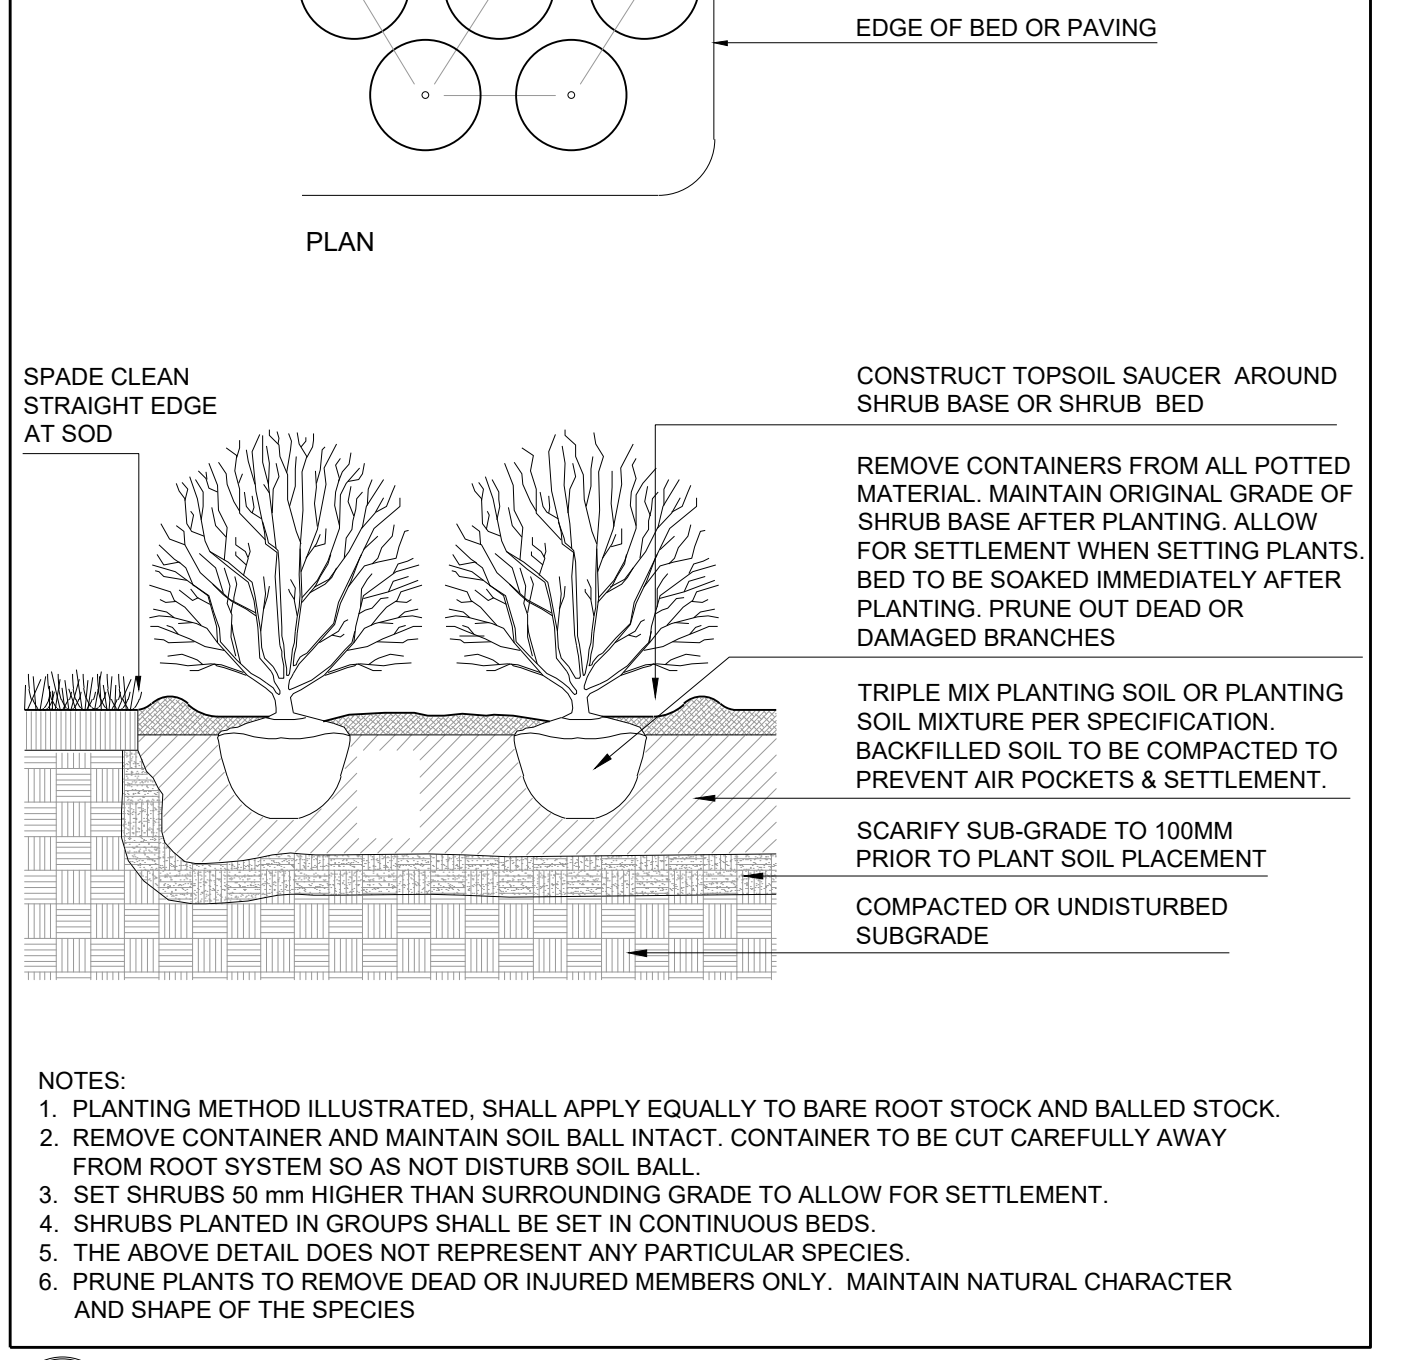 EDGE OF BED OR PAVING
PLAN
SPADE CLEAN
STRAIGHT EDGE
AT SOD
CONSTRUCT TOPSOIL SAUCER AROUND
SHRUB BASE OR SHRUB BED
REMOVE CONTAINERS FROM ALL POTTED
MATERIAL. MAINTAIN ORIGINAL GRADE OF
SHRUB BASE AFTER PLANTING. ALLOW
FOR SETTLEMENT WHEN SETTING PLANTS.
BED TO BE SOAKED IMMEDIATELY AFTER
PLANTING. PRUNE OUT DEAD OR
DAMAGED BRANCHES
TRIPLE MIX PLANTING SOIL OR PLANTING
SOIL MIXTURE PER SPECIFICATION.
BACKFILLED SOIL TO BE COMPACTED TO
PREVENT AIR POCKETS & SETTLEMENT.
SCARIFY SUB-GRADE TO 100MM
PRIOR TO PLANT SOIL PLACEMENT
COMPACTED OR UNDISTURBED
SUBGRADE
NOTES:
1. PLANTING METHOD ILLUSTRATED, SHALL APPLY EQUALLY TO BARE ROOT STOCK AND BALLED STOCK.
2. REMOVE CONTAINER AND MAINTAIN SOIL BALL INTACT. CONTAINER TO BE CUT CAREFULLY AWAY
FROM ROOT SYSTEM SO AS NOT DISTURB SOIL BALL.
3. SET SHRUBS 50 mm HIGHER THAN SURROUNDING GRADE TO ALLOW FOR SETTLEMENT.
4. SHRUBS PLANTED IN GROUPS SHALL BE SET IN CONTINUOUS BEDS.
5. THE ABOVE DETAIL DOES NOT REPRESENT ANY PARTICULAR SPECIES.
6. PRUNE PLANTS TO REMOVE DEAD OR INJURED MEMBERS ONLY. MAINTAIN NATURAL CHARACTER
AND SHAPE OF THE SPECIES